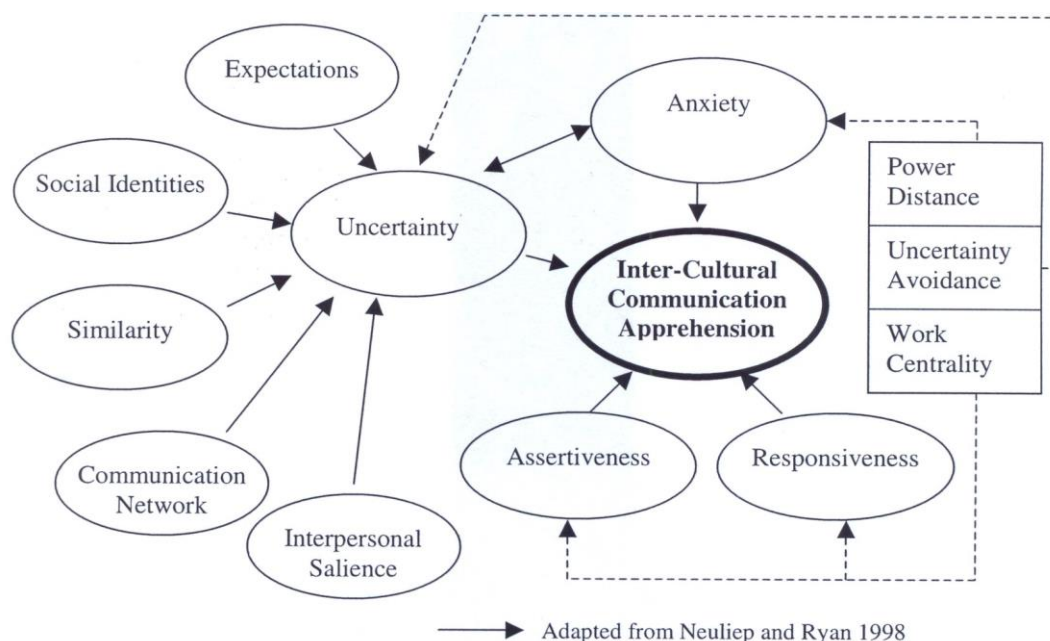 Expectations
Anxiety
Social Identities
Uncertainty
Power
Distance
Uncertainty
Avoidance
Work
Centrality
Inter-Cultural
Communication
Apprehension
Similarity
Assertiveness
Responsiveness
Communication
Network
Interpersonal
Salience
Adapted from Neuliep and Ryan 1998